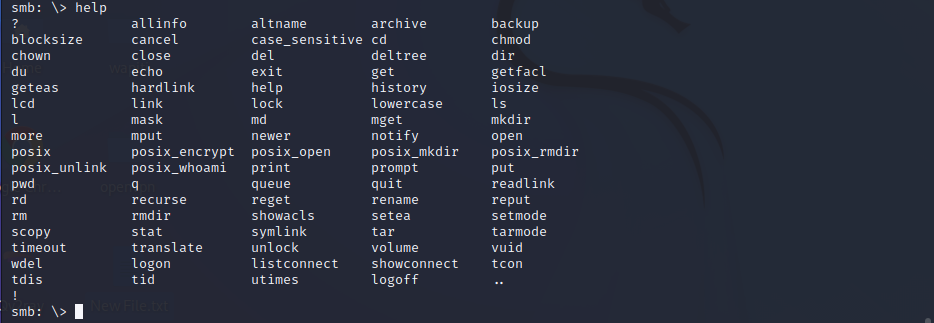 smb: \> help
? allinfo altname archive backup
blocksize cancel case_sensitive cd chmod
chown close del deltree dir
du echo exit get getfacl
geteas hardlink help history iosize
lcd link lock lowercase ls
l mask md mget mkdir
more mput newer notify open
posix posix_encrypt posix_open posix_mkdir posix_rmdir
posix_unlink posix_whoami print prompt put
pwd q queue quit readlink
rd recurse reget rename reput
rm rmdir showacls setea setmode
scopy stat symlink tar tarmode
timeout translate unlock volume vuid
wdel logon listconnect showconnect tcon
tdis tid utimes logoff ..
!
New File.txt
smb: \>